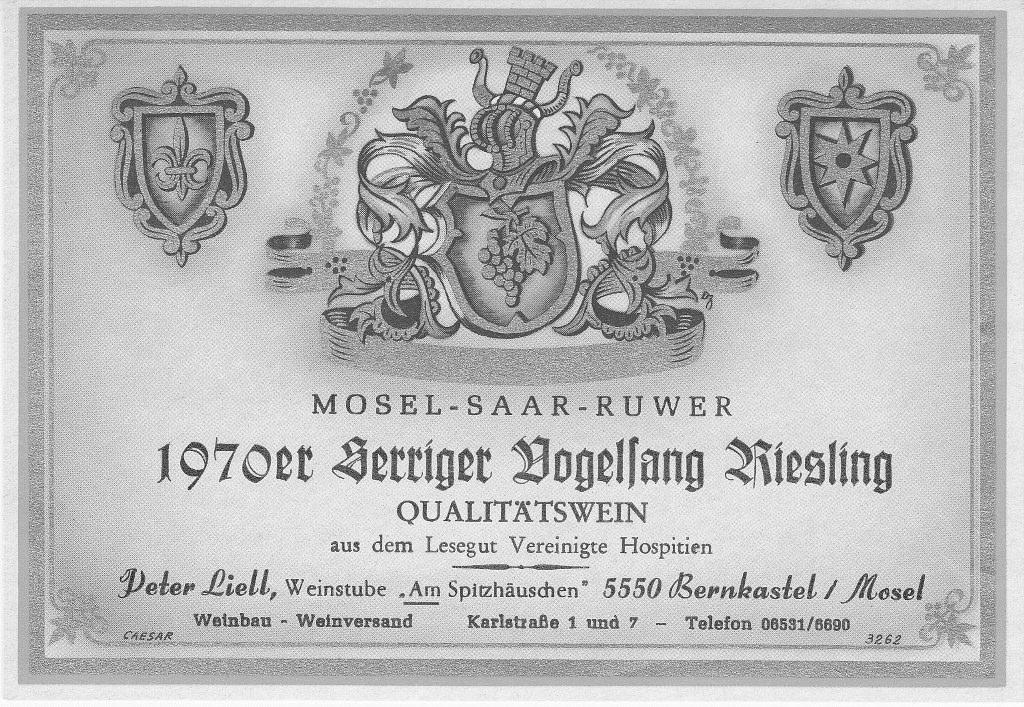 MOSEL-SAAR-RUWER
1970er Serriger Vogelsang Riesling
QUALITÄTSWEIN
aus dem Lesegut Vereinigte Hospitien
Peter Liell, Weinstube „Am Spitzhäuschen" 5550 Bernkastel / Mosel
Weinbau - Weinversand Karlstraße 1 und 7 – Telefon 06531/6690
CAESAR 3262